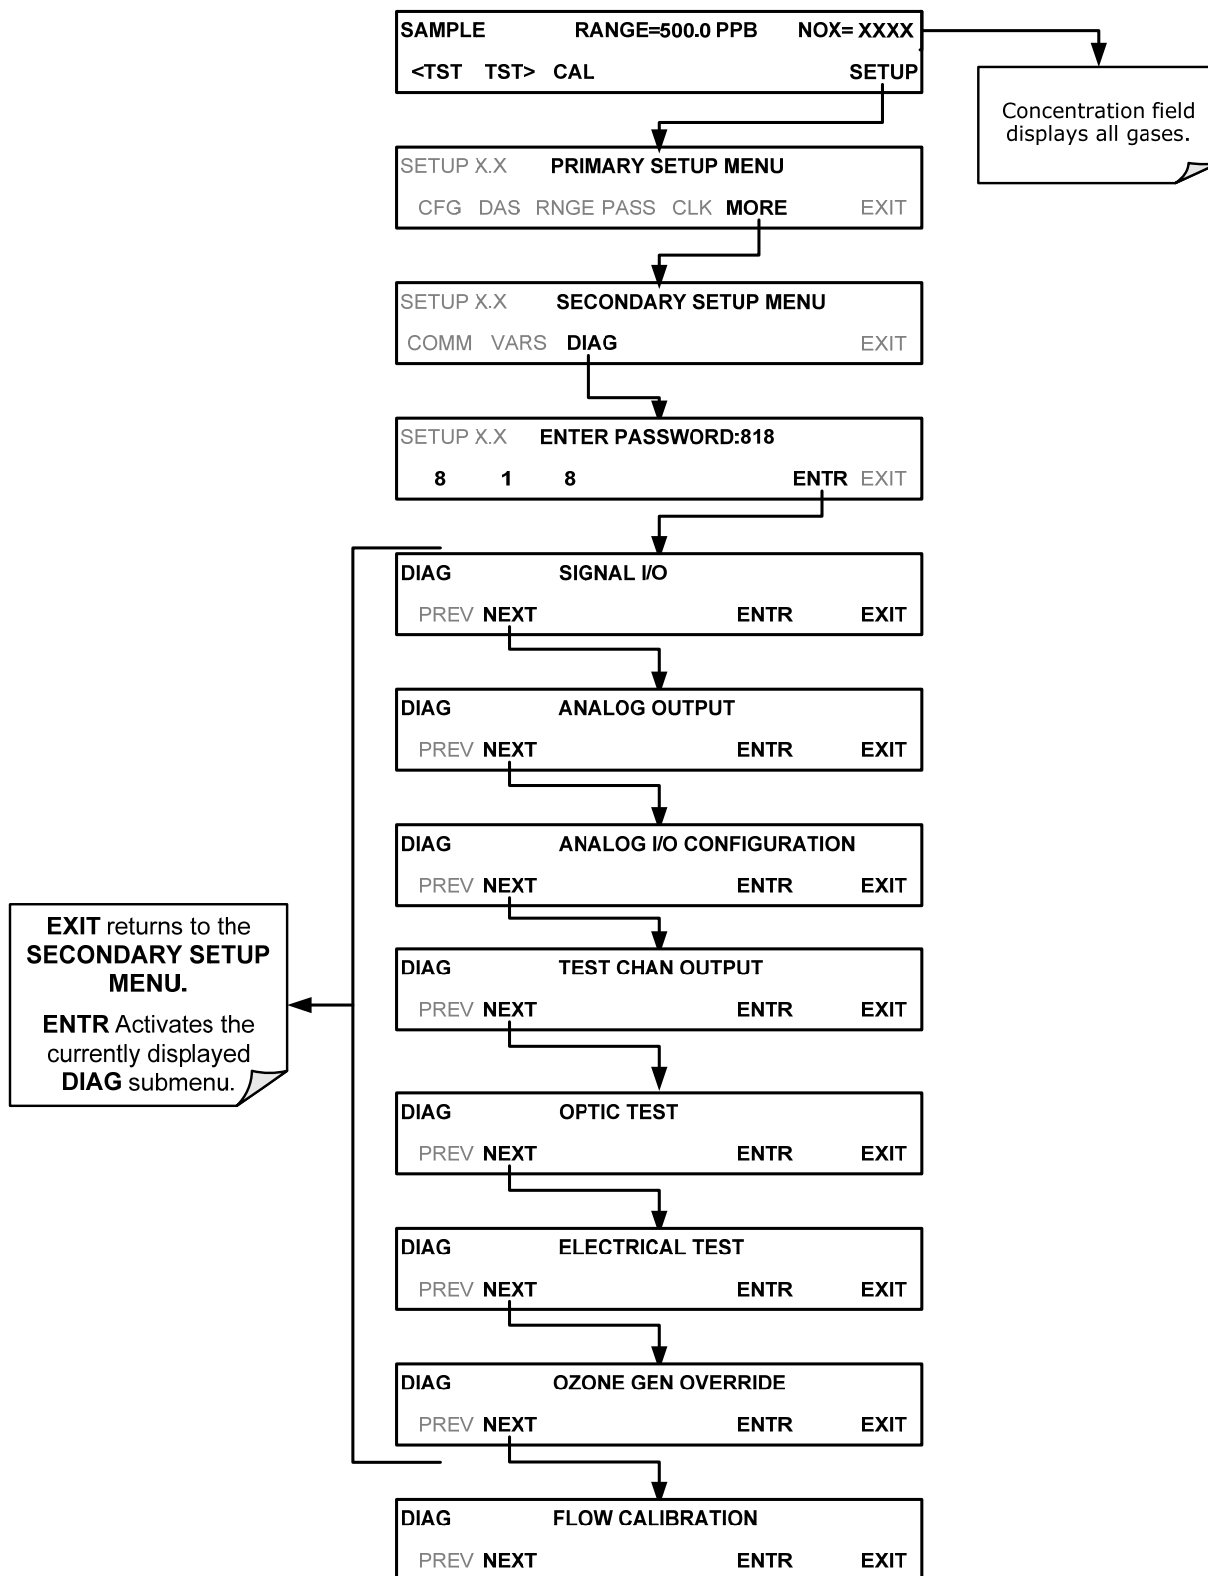 SAMPLE RANGE=500.0 PPB NOX= XXXX
<TST TST> CAL SETUP
Concentration field
displays all gases.
SETUP X.X PRIMARY SETUP MENU
CFG DAS RNGE PASS CLK MORE EXIT
SETUP X.X SECONDARY SETUP MENU
COMM VARS DIAG EXIT
SETUP X.X ENTER PASSWORD:818
8 1 8 ENTR EXIT
DIAG SIGNAL I/O
PREV NEXT ENTR EXIT
DIAG ANALOG OUTPUT
PREV NEXT ENTR EXIT
DIAG ANALOG I/O CONFIGURATION
PREV NEXT ENTR EXIT
EXIT returns to the
SECONDARY SETUP
MENU.
ENTR Activates the
currently displayed
DIAG submenu.
DIAG TEST CHAN OUTPUT
PREV NEXT ENTR EXIT
DIAG OPTIC TEST
PREV NEXT ENTR EXIT
DIAG ELECTRICAL TEST
PREV NEXT ENTR EXIT
DIAG OZONE GEN OVERRIDE
PREV NEXT ENTR EXIT
DIAG FLOW CALIBRATION
PREV NEXT ENTR EXIT